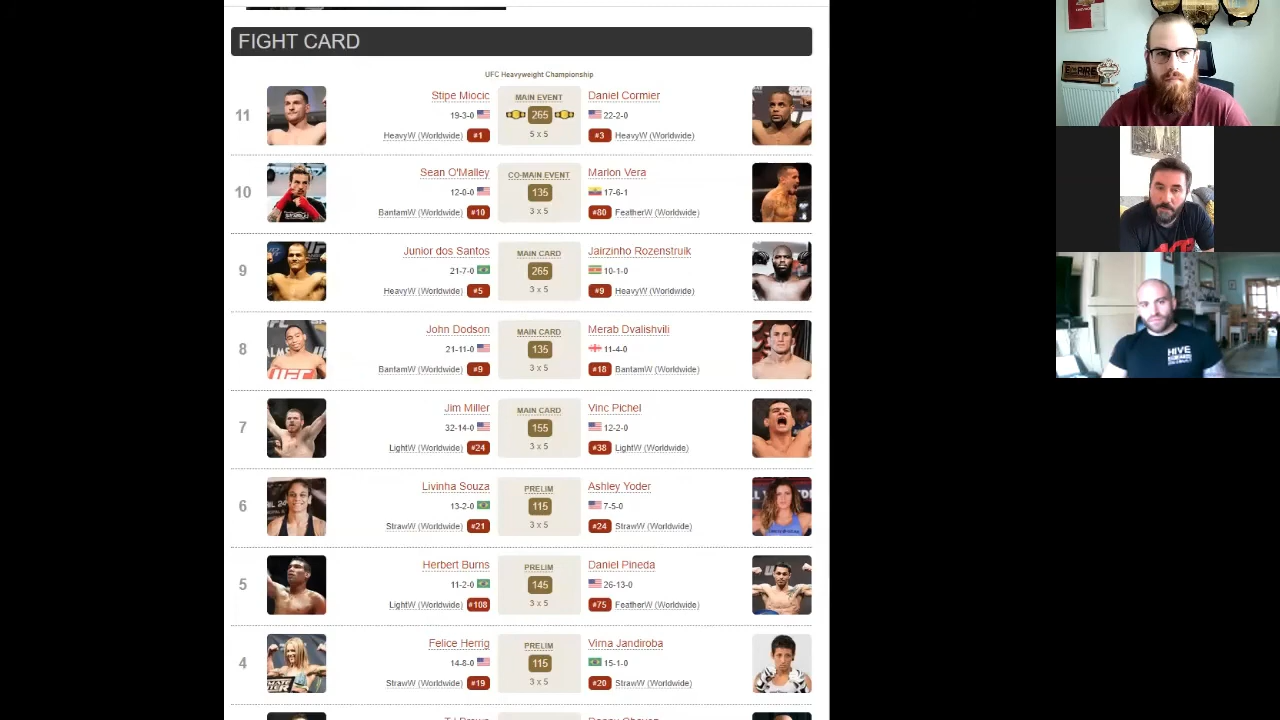 FIGHT CARD
UFC Heavyweight Championship
11
Stipe Miocic
19-3-0
HeavyW (Worldwide) #1
MAIN EVENT
265
5 x 5
Daniel Cormier
22-2-0
#3 HeavyW (Worldwide)
10
Sean O'Malley
12-0-0
BantamW (Worldwide) #10
CO-MAIN EVENT
135
3 x 5
Marlon Vera
17-6-1
#80 FeatherW (Worldwide)
9
Junior dos Santos
21-7-0
HeavyW (Worldwide) #5
MAIN CARD
265
3 x 5
Jairzinho Rozenstruik
10-1-0
#9 HeavyW (Worldwide)
8
John Dodson
21-11-0
BantamW (Worldwide) #9
MAIN CARD
135
3 x 5
Merab Dvalishvili
11-4-0
#18 BantamW (Worldwide)
7
Jim Miller
32-14-0
LightW (Worldwide) #24
MAIN CARD
155
3 x 5
Vinc Pichel
12-2-0
#38 LightW (Worldwide)
6
Livinha Souza
13-2-0
StrawW (Worldwide) #21
PRELIM
115
3 x 5
Ashley Yoder
7-5-0
#24 StrawW (Worldwide)
5
Herbert Burns
11-2-0
LightW (Worldwide) #108
PRELIM
145
3 x 5
Daniel Pineda
26-13-0
#75 FeatherW (Worldwide)
4
Felice Herrig
14-8-0
StrawW (Worldwide) #19
PRELIM
115
3 x 5
Virna Jandiroba
15-1-0
#20 StrawW (Worldwide)
EMPIRE
HIVE
UFC